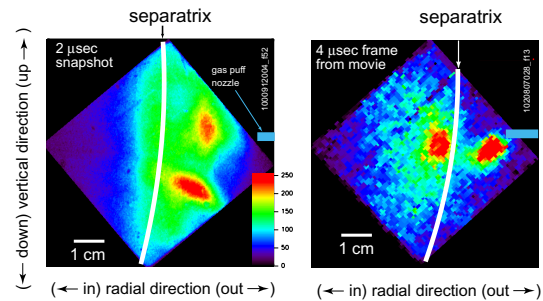 separatrix
2 μsec
snapshot
gas puff
nozzle
1000912004_f52
250
200
150
100
50
0
1 cm
(← down) vertical direction (up →)
(← in) radial direction (out →)
separatrix
4 μsec frame
from movie
1020807028_f13
1 cm
(← in) radial direction (out →)